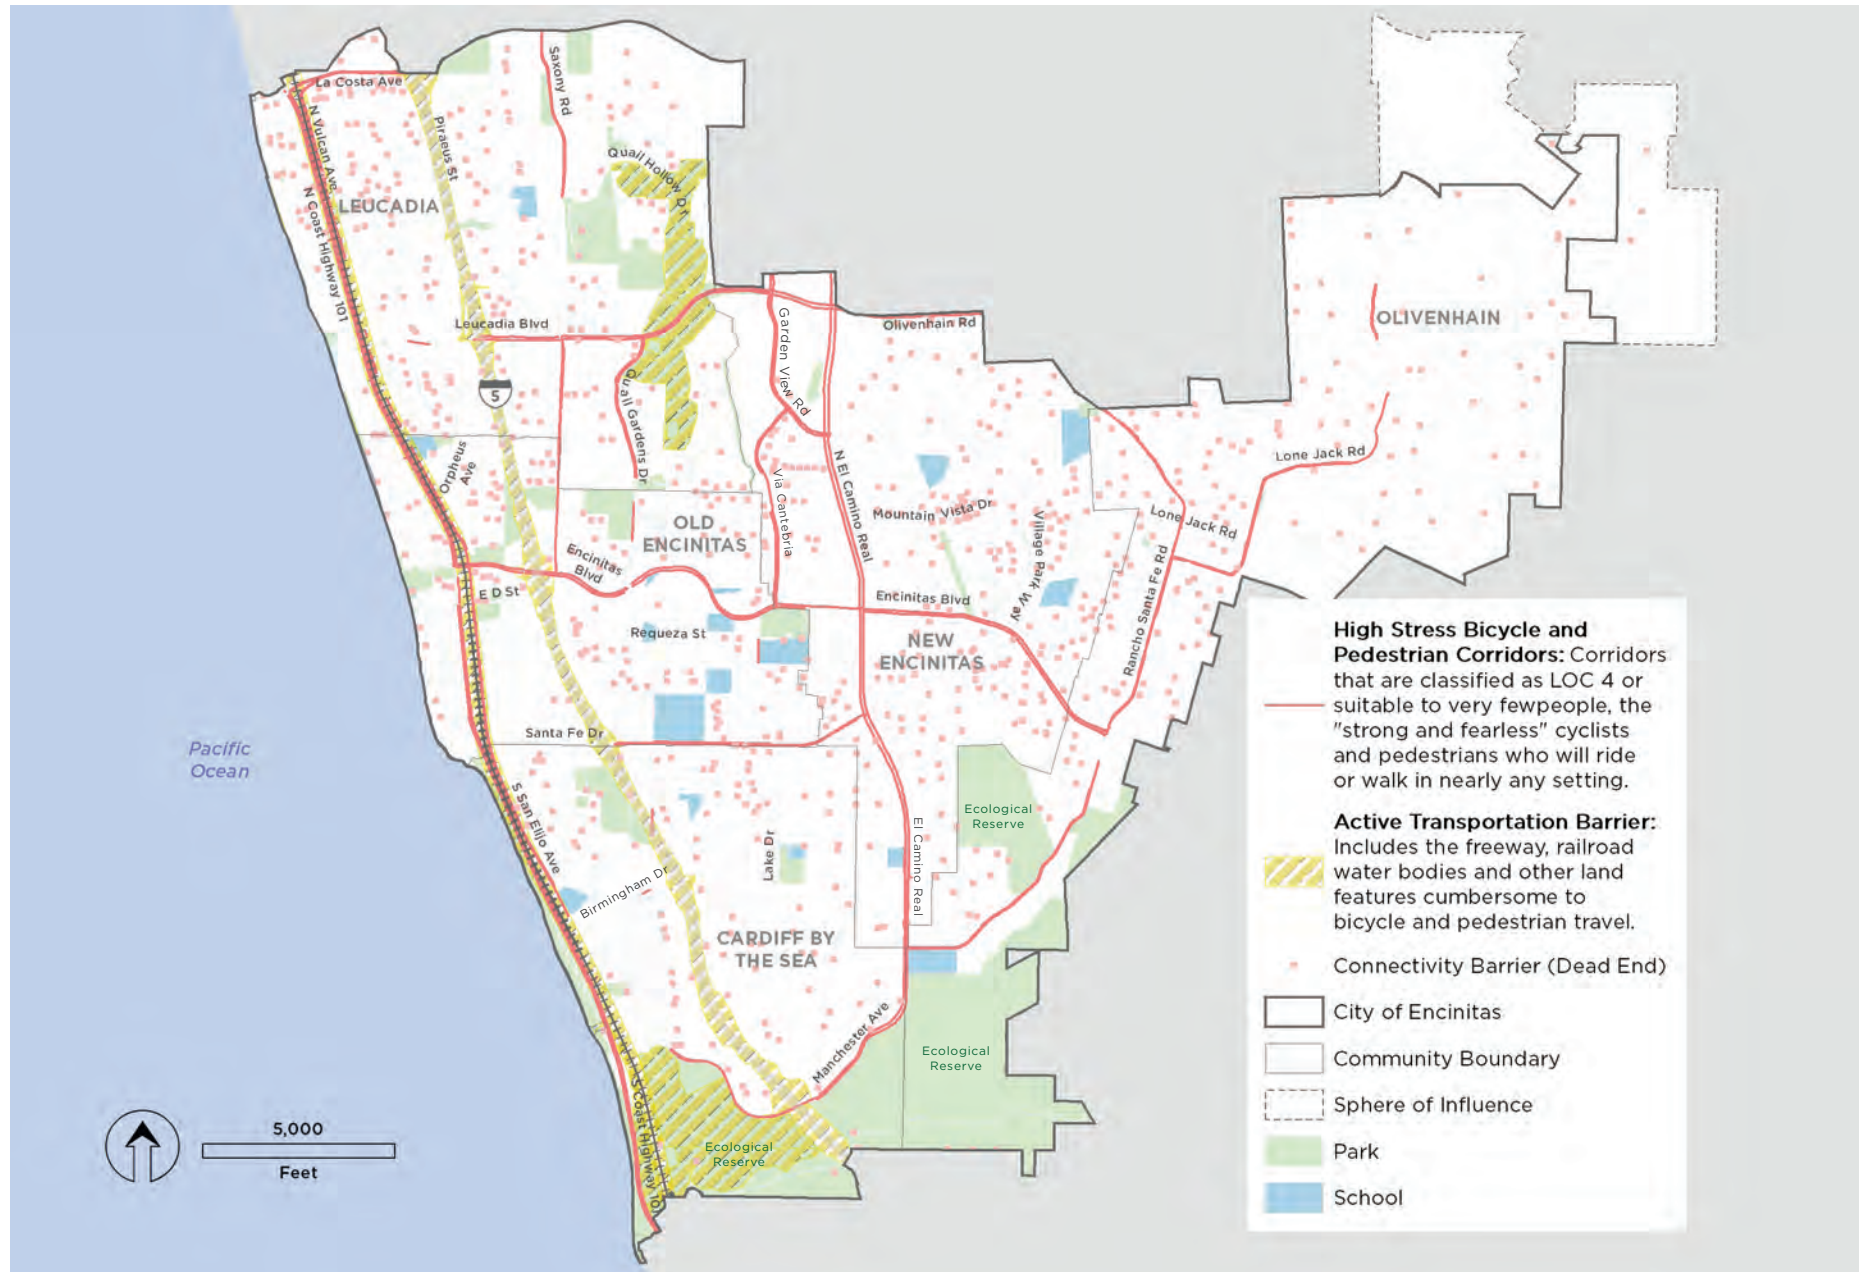 La Costa Ave
N Vulcan Ave
N Coast Highway 101
Piraeus St
Saxony Rd
Quail Hollow Dr
LEUCADIA
Leucadia Blvd
5
Quail Gardens Dr
Garden View Rd
Olivenhain Rd
OLIVENHAIN
Orpheus
Ave
Lone Jack Rd
N El Camino Real
Via Cantebria
Mountain Vista Dr
Village Park Way
Lone Jack Rd
OLD
ENCINITAS
Encinitas
Blvd
E D St
Encinitas Blvd
Rancho Santa Fe Rd
Requeza St
NEW
ENCINITAS
Santa Fe Dr
Pacific
Ocean
S San Elijo Ave
Lake Dr
El Camino Real
Ecological
Reserve
Birmingham Dr
CARDIFF BY
THE SEA
Manchester Ave
Ecological
Reserve
S Coast Highway 101
Ecological
Reserve
5,000
Feet
High Stress Bicycle and
Pedestrian Corridors: Corridors
that are classified as LOC 4 or
suitable to very fewpeople, the
"strong and fearless" cyclists
and pedestrians who will ride
or walk in nearly any setting.
Active Transportation Barrier:
Includes the freeway, railroad
water bodies and other land
features cumbersome to
bicycle and pedestrian travel.
Connectivity Barrier (Dead End)
City of Encinitas
Community Boundary
Sphere of Influence
Park
School